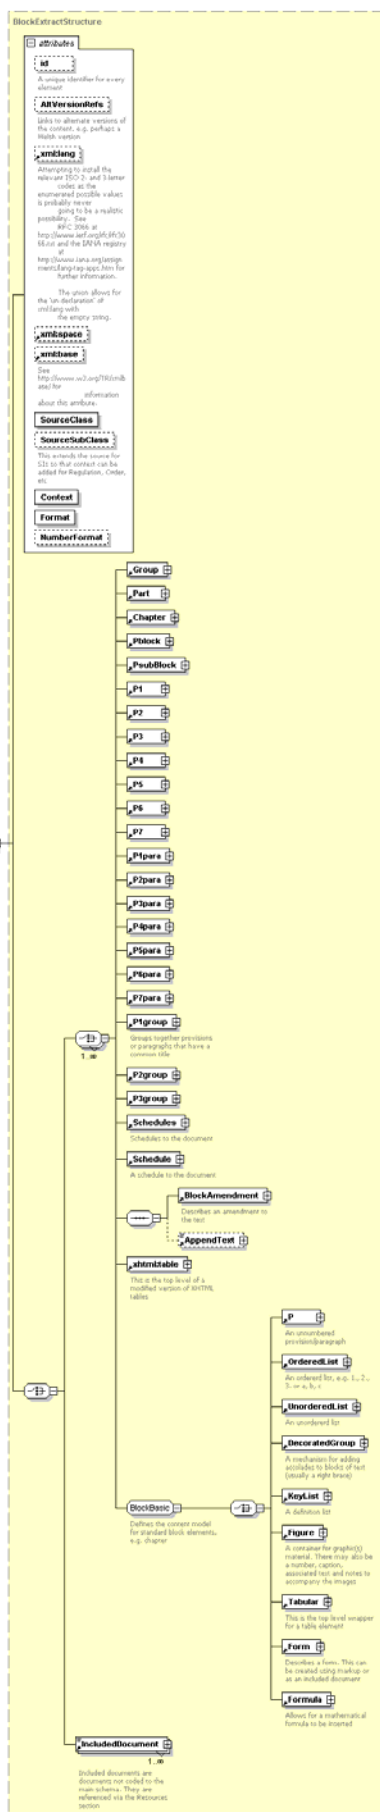 BlockExtractStructure
attributes
id
A unique identifier for every
element
AltVersionRefs
Links to alternate versions of
the content, e.g. perhaps a
Welsh version
xml:lang
Attempting to install the
relevant ISO 2- and 3-letter
codes as the
enumerated possible values
is probably never
going to be a realistic
possibility. See
RFC 3066 at
http://www.ietf.org/rfc/rfc30
66.txt and the IANA registry
at
http://www.iana.org/assign
ments/lang-tag-apps.htm for
further information.
The union allows for
the 'un-declaration' of
xml:lang with
the empty string.
xml:space
xml:base
See
http://www.w3.org/TR/xmlb
ase/ for
information
about this attribute.
SourceClass
SourceSubClass
This extends the source for
SIs so that context can be
added for Regulation, Order,
etc
Context
Format
NumberFormat
Group
Part
Chapter
Pblock
PsubBlock
P1
P2
P3
P4
P5
P6
P7
P1para
P2para
P3para
P4para
P5para
P6para
P7para
P1group
Groups together provisions
or paragraphs that have a
common title
1..∞
P2group
P3group
Schedules
Schedules to the document
Schedule
A schedule to the document
BlockAmendment
Describes an amendment to
the text
AppendText
xhtml:table
This is the top level of a
modified version of XHTML
tables
P
An unnumbered
provision/paragraph
OrderedList
An ordererd list, e.g. 1., 2.,
3. or a, b, c
UnorderedList
An unordererd list
DecoratedGroup
A mechanism for adding
accolades to blocks of text
(usually a right brace)
KeyList
A definition list
BlockBasic
Defines the content model
for standard block elements,
e.g. chapter
Figure
A container for graphic(s)
material. There may also be
a number, caption,
associated text and notes to
accompany the images
Tabular
This is the top level wrapper
for a table element
Form
Describes a form. This can
be created using markup or
as an included document
Formula
Allows for a mathematical
formula to be inserted
IncludedDocument
1..∞
Included documents are
documents not coded to the
main schema. They are
referenced via the Resources
section